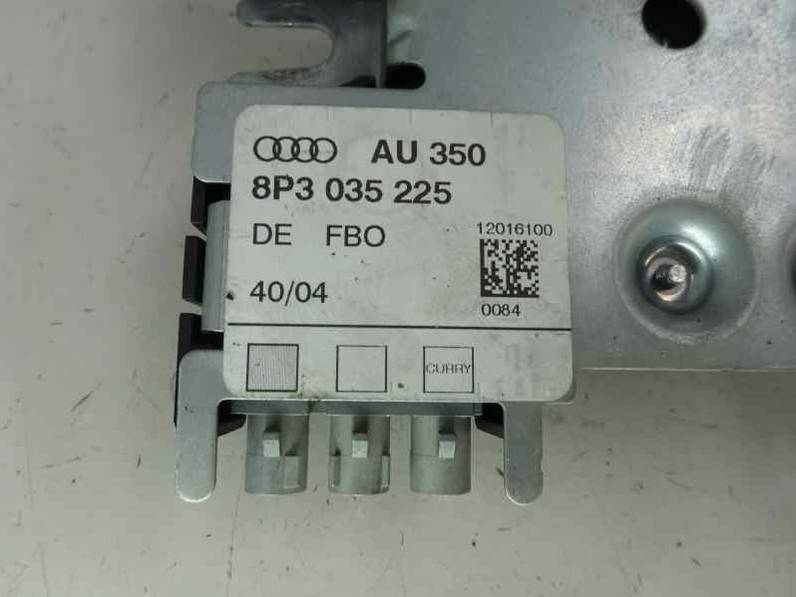 AU 350
8P3 035 225
DE FBO
12016100
40/04
0084
CURRY